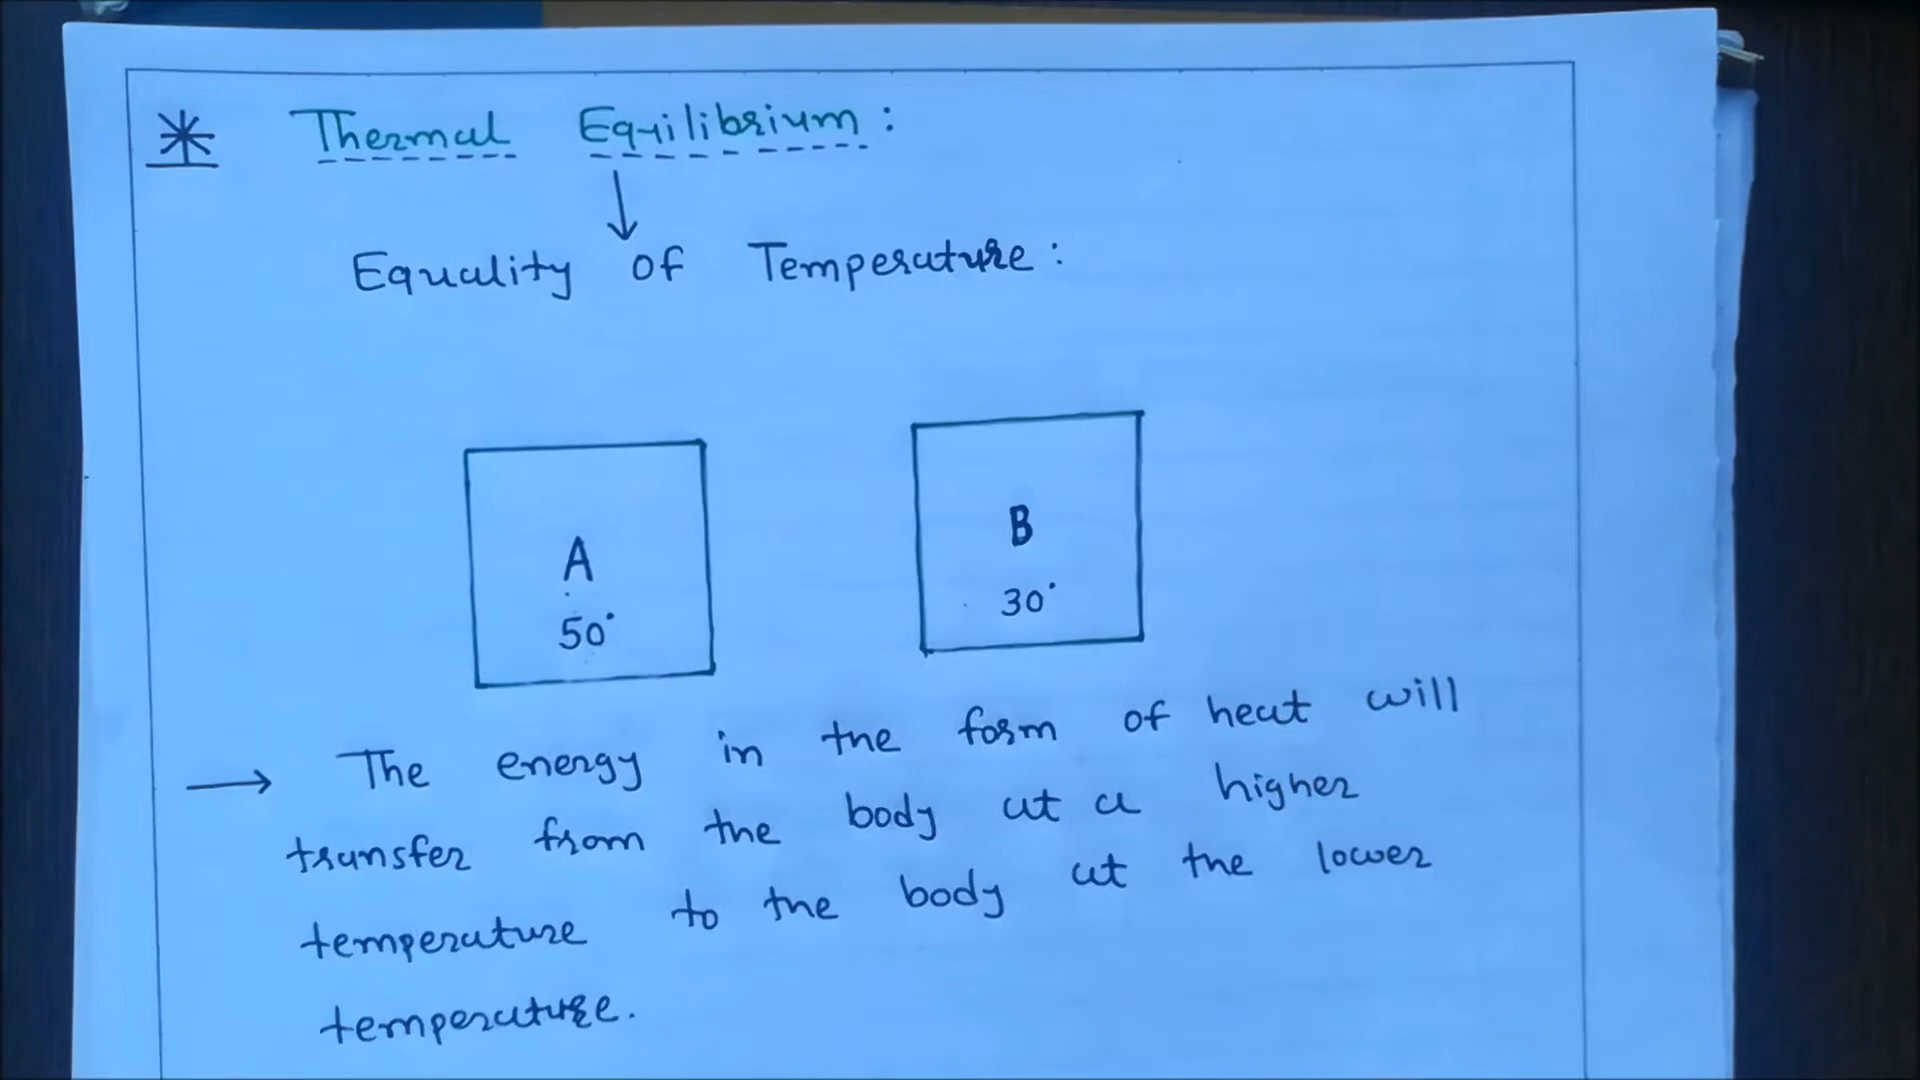 * Thermal Equilibrium:
↓
Equality of Temperature:
A
50°
B
30°
→ The energy in the form of heat will
transfer from the body at a higher
temperature to the body at the lower
temperature.